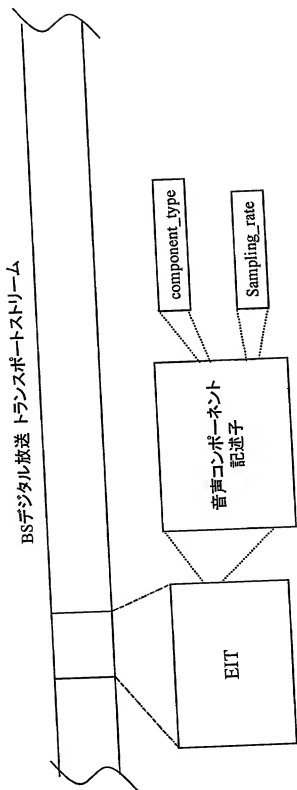 BSデジタル放送 トランスポートストリーム
EIT
音声コンポーネント
記述子
component_type
Sampling_rate